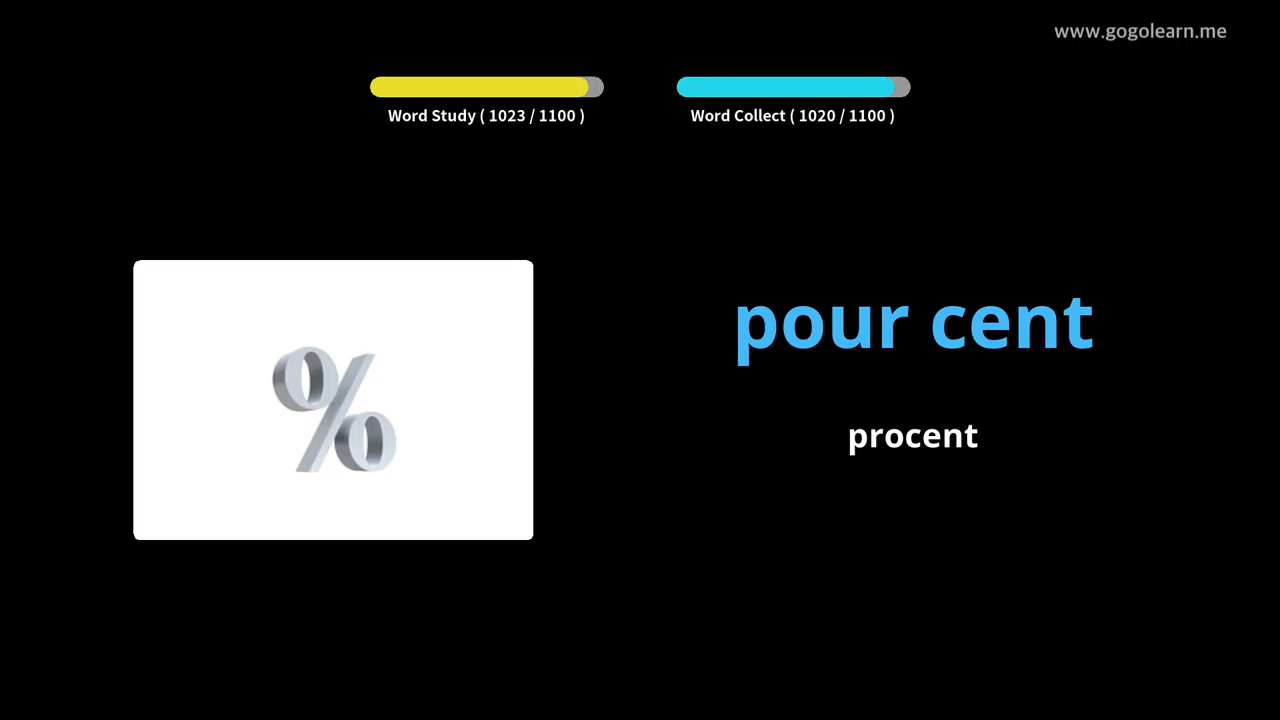 www.gogolearn.me
Word Study ( 1023 / 1100 )
Word Collect ( 1020 / 1100 )
%
pour cent
procent